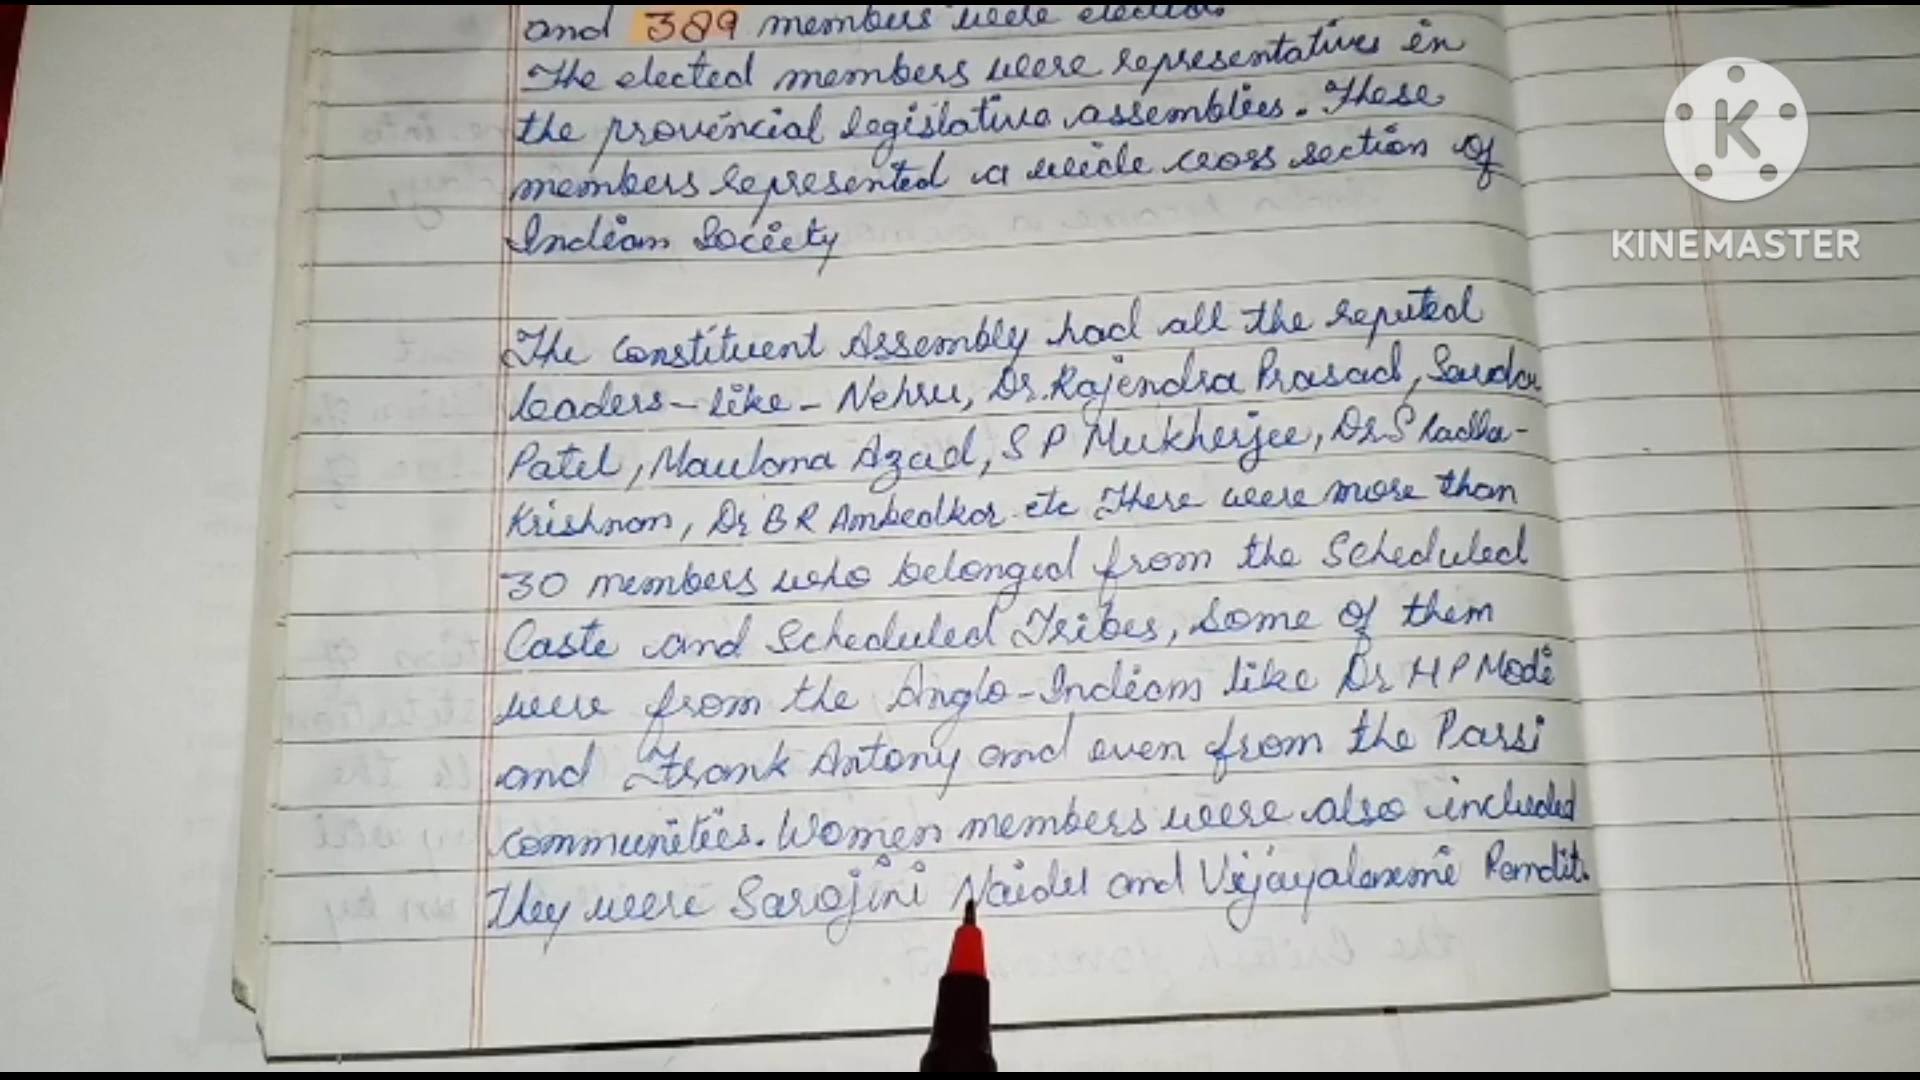 and 389 members were elected.
The elected members were representatives in
the provincial legislative assemblies. These
members represented a wide cross section of
Indian Society
The Constituent Assembly had all the reputed
leaders - like - Nehru, Dr. Rajendra Prasad, Sardar
Patel, Maulana Azad, S P Mukherjee, Dr S Radha-
Krishnan, Dr B R Ambedkar etc There were more than
30 members who belonged from the Scheduled
Caste and Scheduled Tribes, Some of them
were from the Anglo-Indians like Dr H P Modi
and Frank Antony and even from the Parsi
communities. Women members were also included
they were Sarojini Naidu and Vijayalaxmi Pandit.
K
KINEMASTER